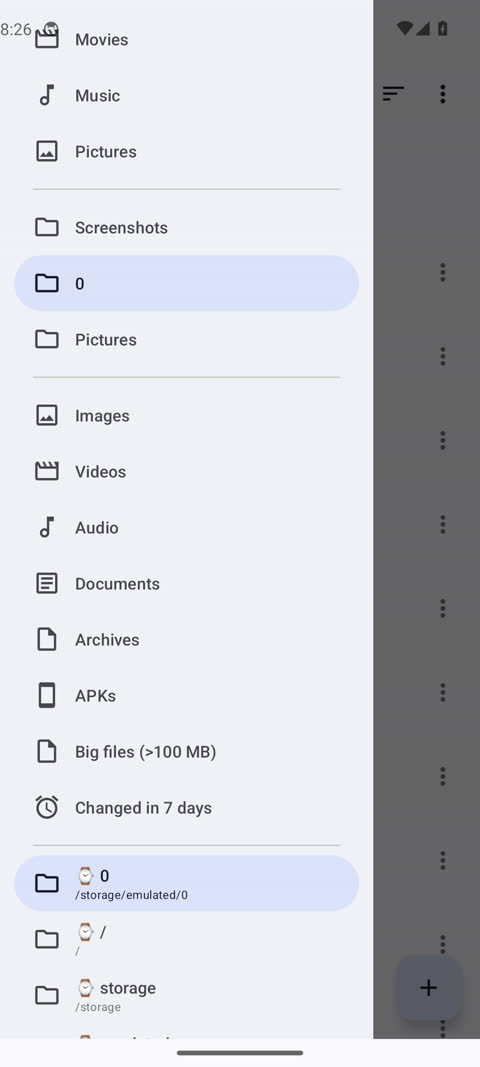 8:26
Movies
Music
Pictures
Screenshots
0
Pictures
Images
Videos
Audio
Documents
Archives
APKs
Big files (>100 MB)
Changed in 7 days
⌚ 0
/storage/emulated/0
⌚ /
/
⌚ storage
/storage